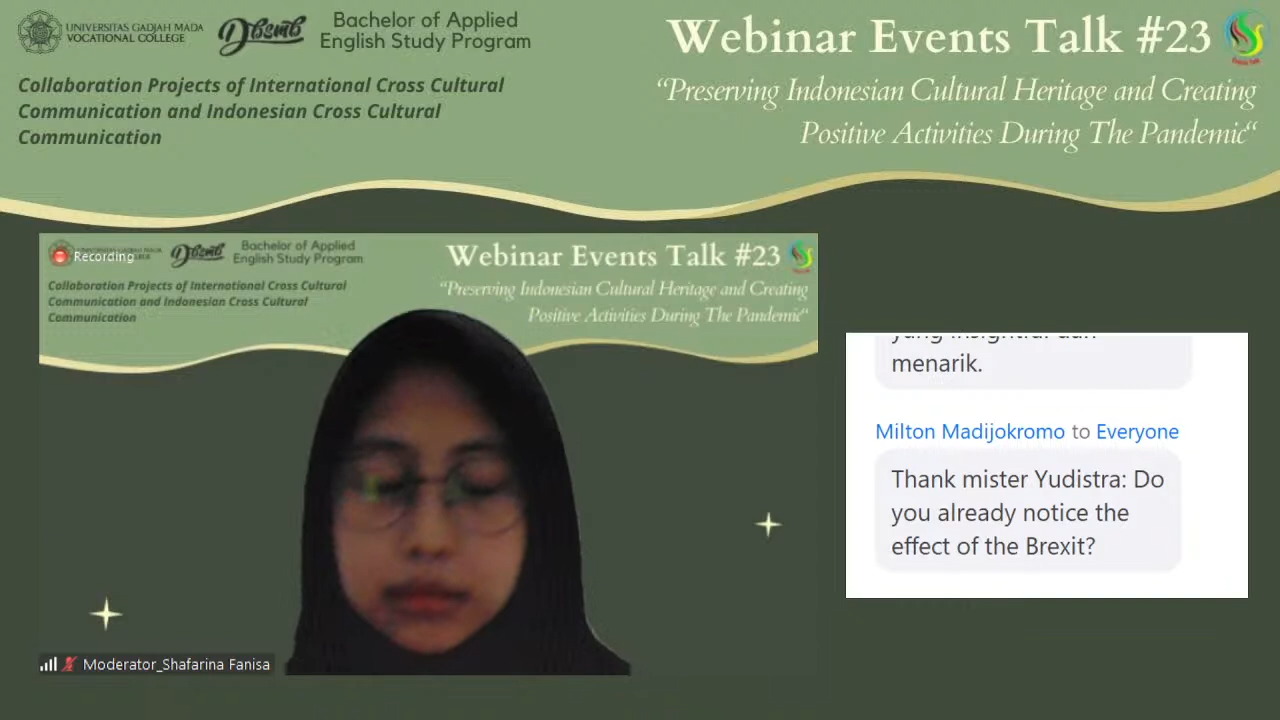 UNIVERSITAS GADJAH MADA
VOCATIONAL COLLEGE
Dbsmb
Bachelor of Applied
English Study Program
Collaboration Projects of International Cross Cultural
Communication and Indonesian Cross Cultural
Communication
Webinar Events Talk #23
“Preserving Indonesian Cultural Heritage and Creating
Positive Activities During The Pandemic“
Recording
Bachelor of Applied
English Study Program
Collaboration Projects of International Cross Cultural
Communication and Indonesian Cross Cultural
Communication
Webinar Events Talk #23
“Preserving Indonesian Cultural Heritage and Creating
Positive Activities During The Pandemic“
Moderator_Shafarina Fanisa
yang insightful dan
menarik.
Milton Madijokromo to Everyone
Thank mister Yudistra: Do
you already notice the
effect of the Brexit?